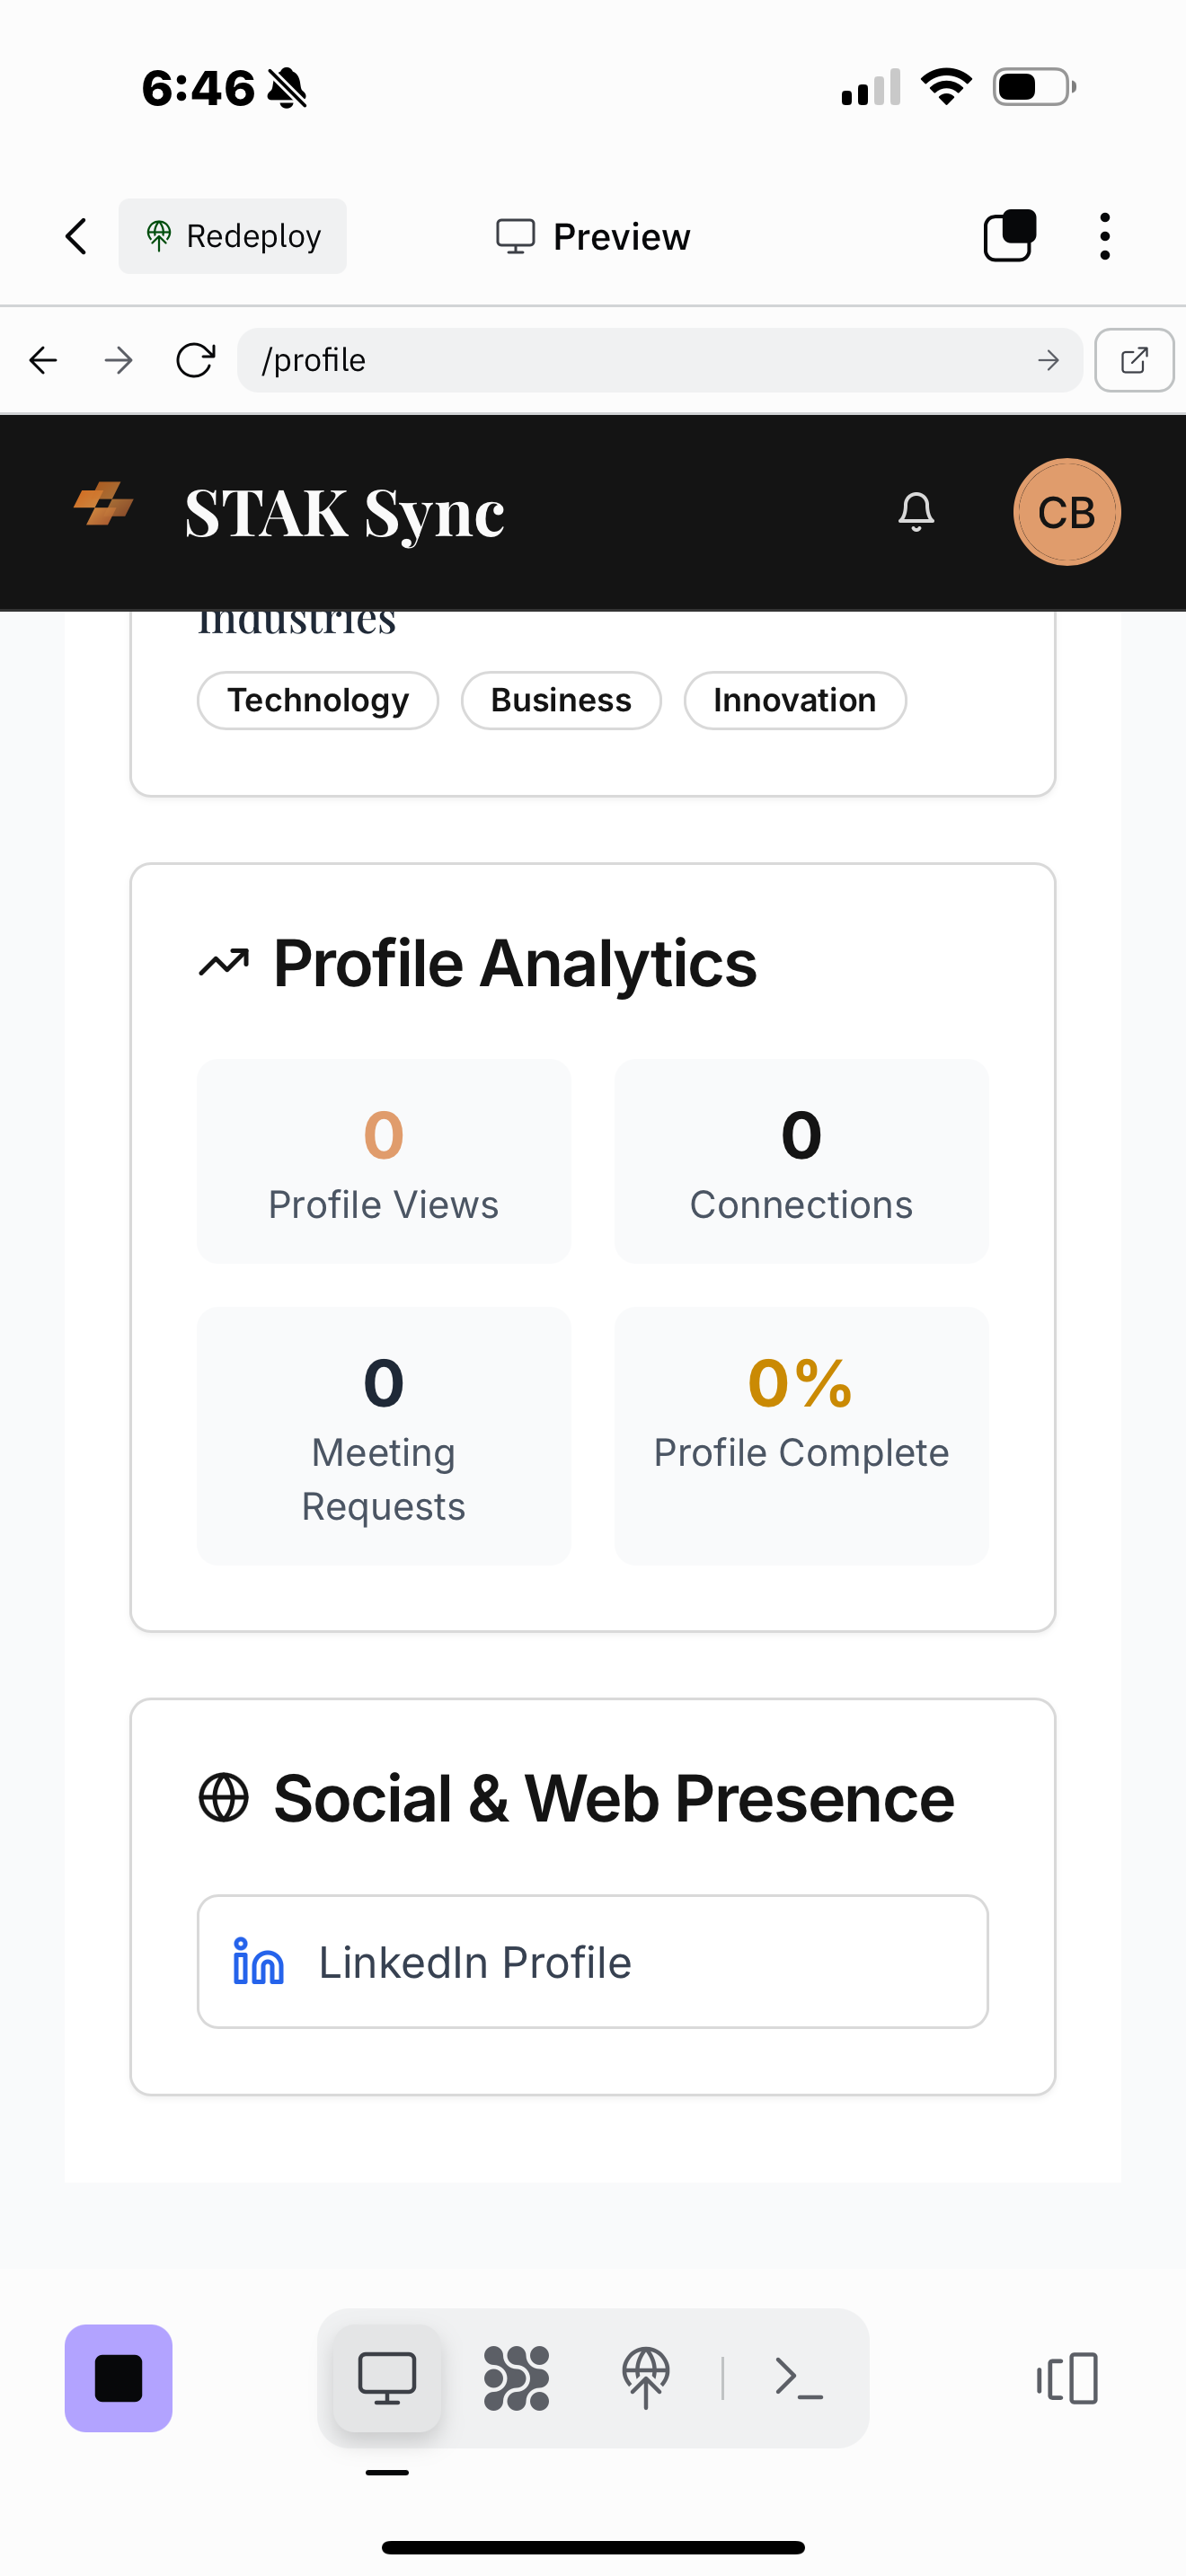 6:46
Redeploy
Preview
/profile
STAK Sync
CB
Industries
Technology
Business
Innovation
Profile Analytics
0
Profile Views
0
Connections
0
Meeting
Requests
0%
Profile Complete
Social & Web Presence
in
LinkedIn Profile